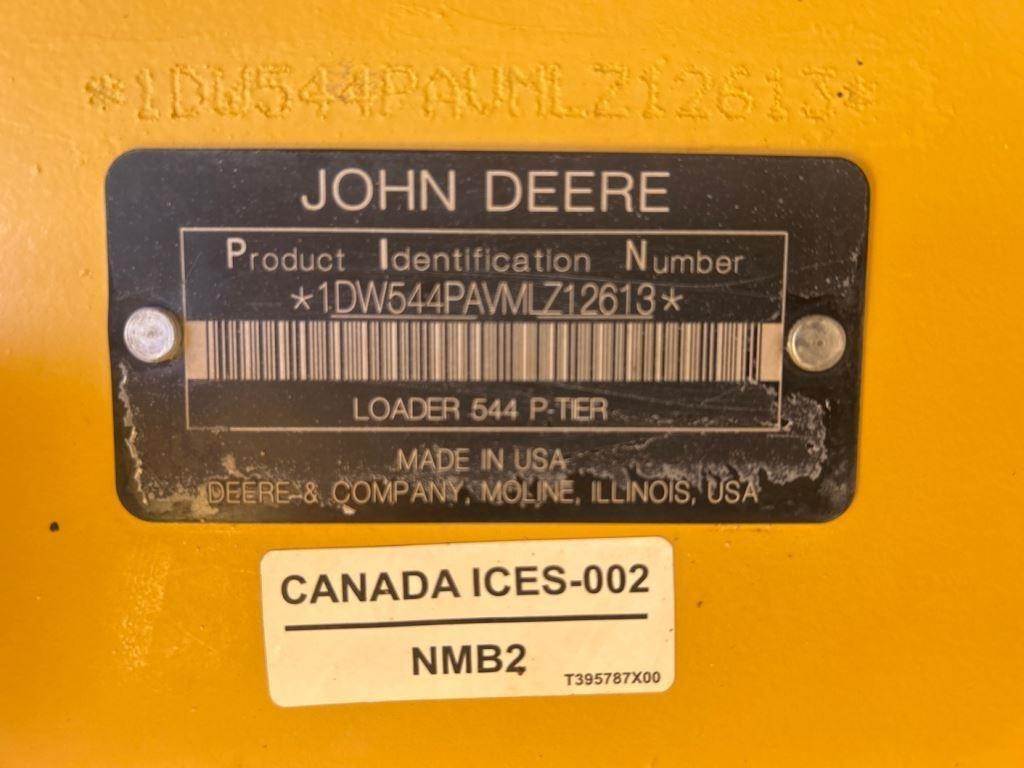 *1DW544PAVMLZ12613*
JOHN DEERE
Product Identification Number
*1DW544PAVMLZ12613*
LOADER 544 P-TIER
MADE IN USA
DEERE & COMPANY, MOLINE, ILLINOIS, USA
CANADA ICES-002
NMB2
T395787X00